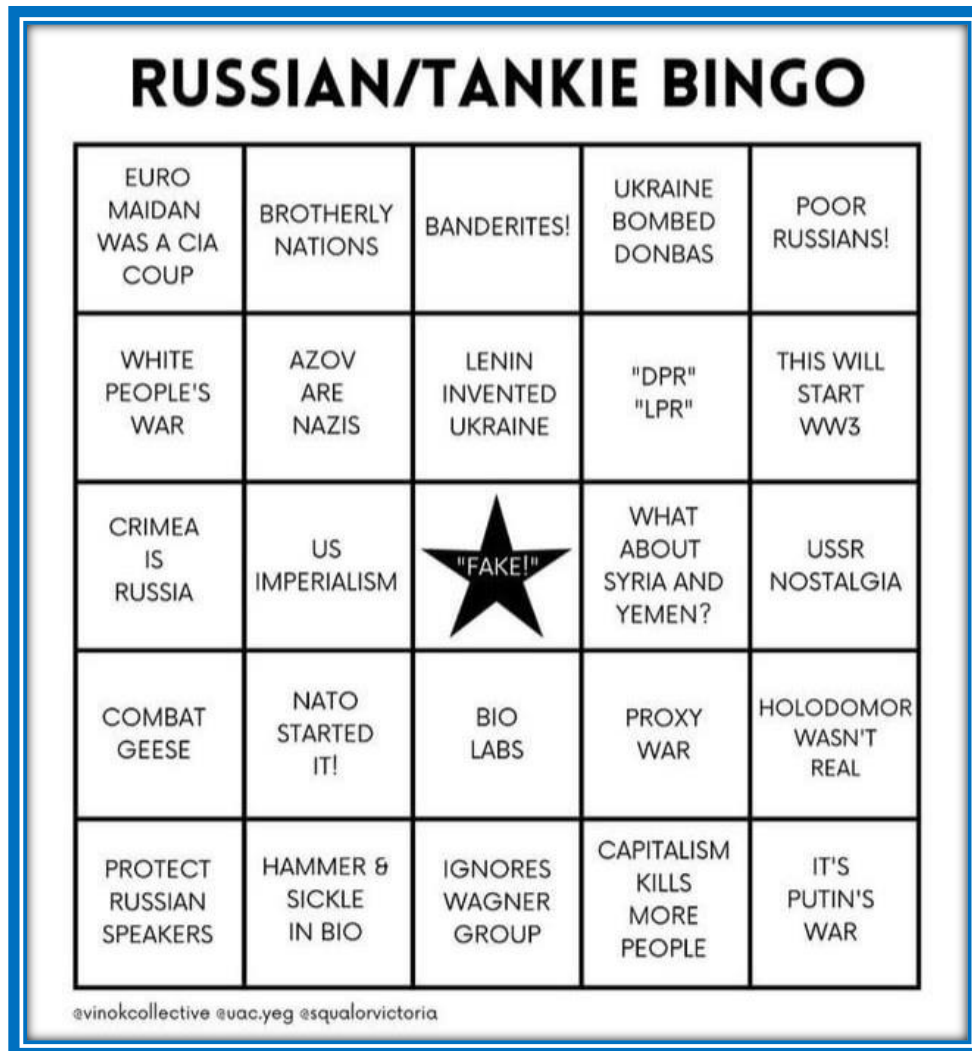 RUSSIAN/TANKIE BINGO
EURO
MAIDAN
WAS A CIA
COUP
BROTHERLY
NATIONS
BANDERITES!
UKRAINE
BOMBED
DONBAS
POOR
RUSSIANS!
WHITE
PEOPLE'S
WAR
AZOV
ARE
NAZIS
LENIN
INVENTED
UKRAINE
"DPR"
"LPR"
THIS WILL
START
WW3
CRIMEA
IS
RUSSIA
US
IMPERIALISM
"FAKE!"
WHAT
ABOUT
SYRIA AND
YEMEN?
USSR
NOSTALGIA
COMBAT
GEESE
NATO
STARTED
IT!
BIO
LABS
PROXY
WAR
HOLODOMOR
WASN'T
REAL
PROTECT
RUSSIAN
SPEAKERS
HAMMER &
SICKLE
IN BIO
IGNORES
WAGNER
GROUP
CAPITALISM
KILLS
MORE
PEOPLE
IT'S
PUTIN'S
WAR
@vinokcollective @uac.yeg @squalorvictoria